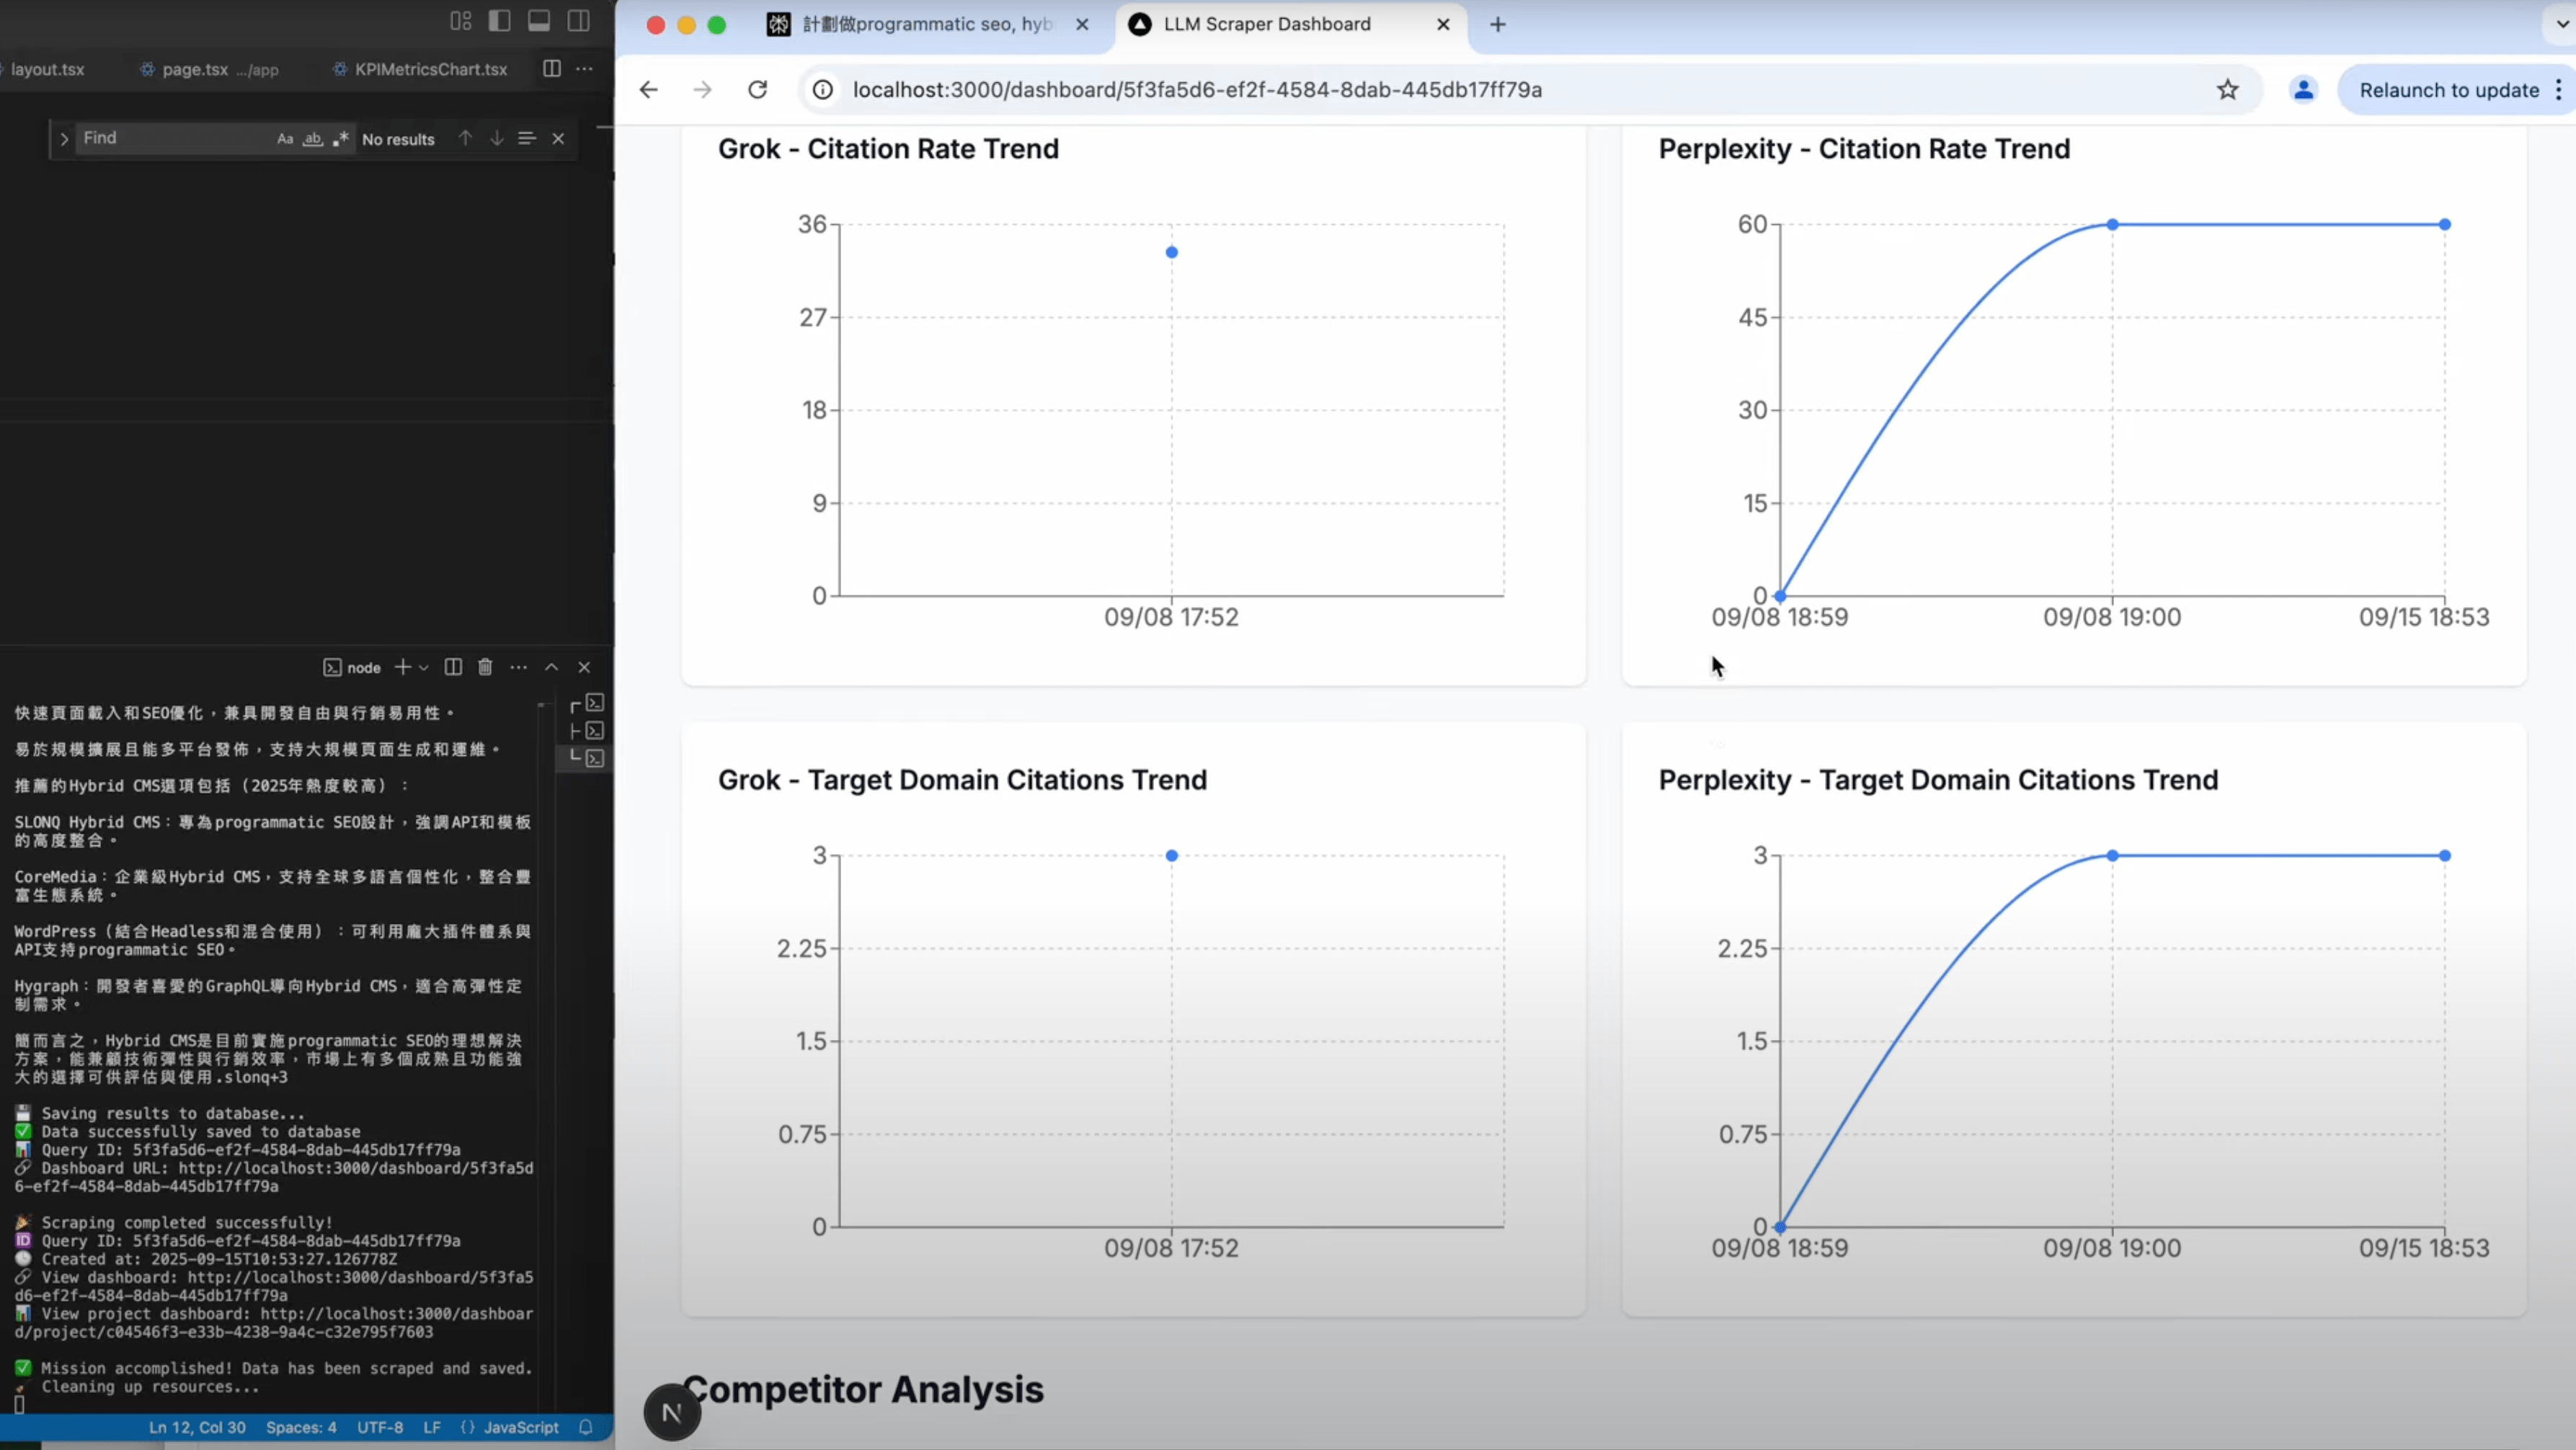 layout.tsx
page.tsx .../app
KPIMetricsChart.tsx
Find
Aa
ab
No results
node
快速頁面載入和SEO優化，兼具開發自由與行銷易用性。
易於規模擴展且能多平台發佈，支持大規模頁面生成和運維。
推薦的Hybrid CMS選項包括（2025年熱度較高）：
SLONQ Hybrid CMS：專為programmatic SEO設計，強調API和模板
的高度整合。
CoreMedia：企業級Hybrid CMS，支持全球多語言個性化，整合豐
富生態系統。
WordPress（結合Headless和混合使用）：可利用龐大插件體系與
API支持programmatic SEO。
Hygraph：開發者喜愛的GraphQL導向Hybrid CMS，適合高彈性定
制需求。
簡而言之，Hybrid CMS是目前實施programmatic SEO的理想解決
方案，能兼顧技術彈性與行銷效率，市場上有多個成熟且功能強
大的選擇可供評估與使用.slonq+3
Saving results to database...
Data successfully saved to database
Query ID: 5f3fa5d6-ef2f-4584-8dab-445db17ff79a
Dashboard URL: http://localhost:3000/dashboard/5f3fa5d
6-ef2f-4584-8dab-445db17ff79a
Scraping completed successfully!
ID Query ID: 5f3fa5d6-ef2f-4584-8dab-445db17ff79a
Created at: 2025-09-15T10:53:27.126778Z
View dashboard: http://localhost:3000/dashboard/5f3fa5
d6-ef2f-4584-8dab-445db17ff79a
View project dashboard: http://localhost:3000/dashboar
d/project/c04546f3-e33b-4238-9a4c-c32e795f7603
Mission accomplished! Data has been scraped and saved.
Cleaning up resources...
Ln 12, Col 30 Spaces: 4 UTF-8 LF {} JavaScript
計劃做programmatic seo, hyb
LLM Scraper Dashboard
localhost:3000/dashboard/5f3fa5d6-ef2f-4584-8dab-445db17ff79a
Relaunch to update
Grok - Citation Rate Trend
36
27
18
9
0
09/08 17:52
Perplexity - Citation Rate Trend
60
45
30
15
0
09/08 18:59 09/08 19:00 09/15 18:53
Grok - Target Domain Citations Trend
3
2.25
1.5
0.75
0
09/08 17:52
Perplexity - Target Domain Citations Trend
3
2.25
1.5
0.75
0
09/08 18:59 09/08 19:00 09/15 18:53
Competitor Analysis
N